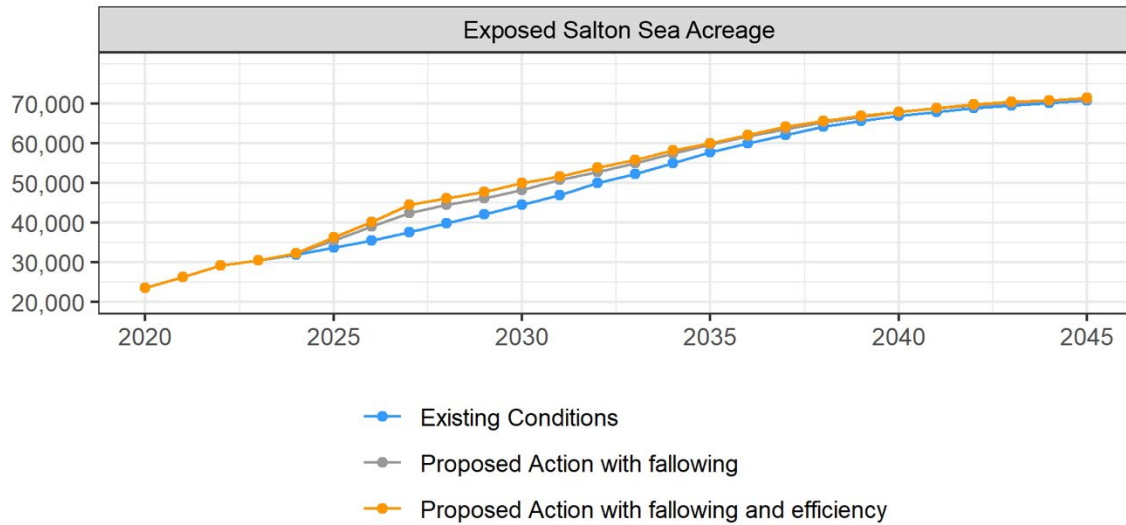 Exposed Salton Sea Acreage
70,000
60,000
50,000
40,000
30,000
20,000
2020 2025 2030 2035 2040 2045
Existing Conditions
Proposed Action with fallowing
Proposed Action with fallowing and efficiency